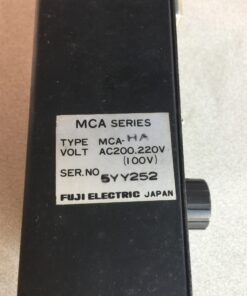 MCA SERIES
TYPE MCA-HA
VOLT AC200.220V
(100V)
SER.NO 5YY252
FUJI ELECTRIC JAPAN